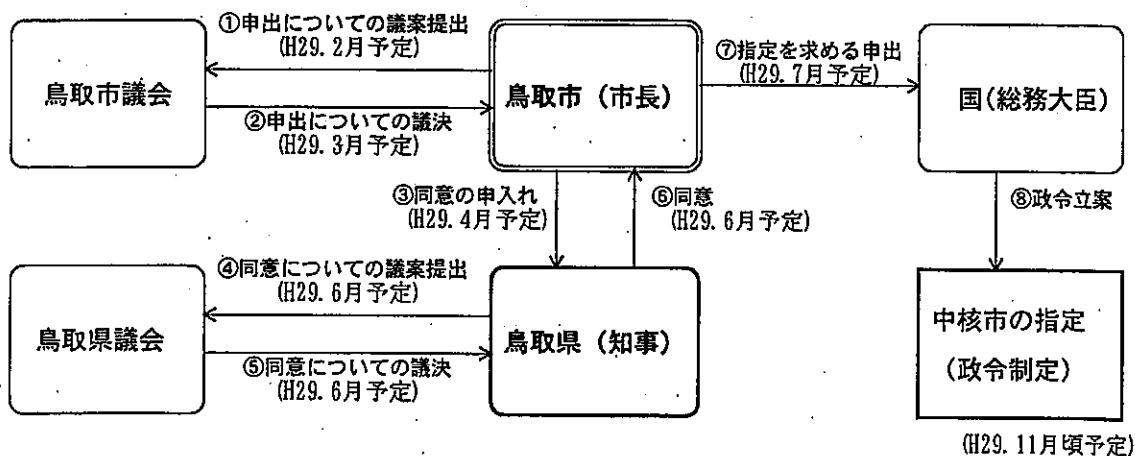 ①申出についての議案提出
(H29.2月予定)
鳥取市議会
②申出についての議決
(H29.3月予定)
鳥取市（市長）
⑦指定を求める申出
(H29.7月予定)
国(総務大臣)
③同意の申入れ
(H29.4月予定)
⑥同意
(H29.6月予定)
⑧政令立案
④同意についての議案提出
(H29.6月予定)
鳥取県議会
⑤同意についての議決
(H29.6月予定)
鳥取県（知事）
中核市の指定
（政令制定）
(H29.11月頃予定)